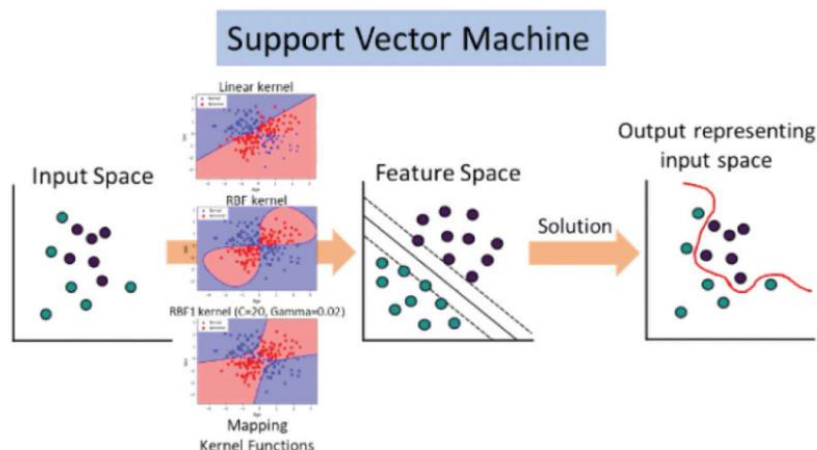 Support Vector Machine
Linear kernel
Input Space
RBF kernel
RBF1 kernel (C=20, Gamma=0.02)
Mapping
Kernel Functions
Feature Space
Solution
Output representing
input space